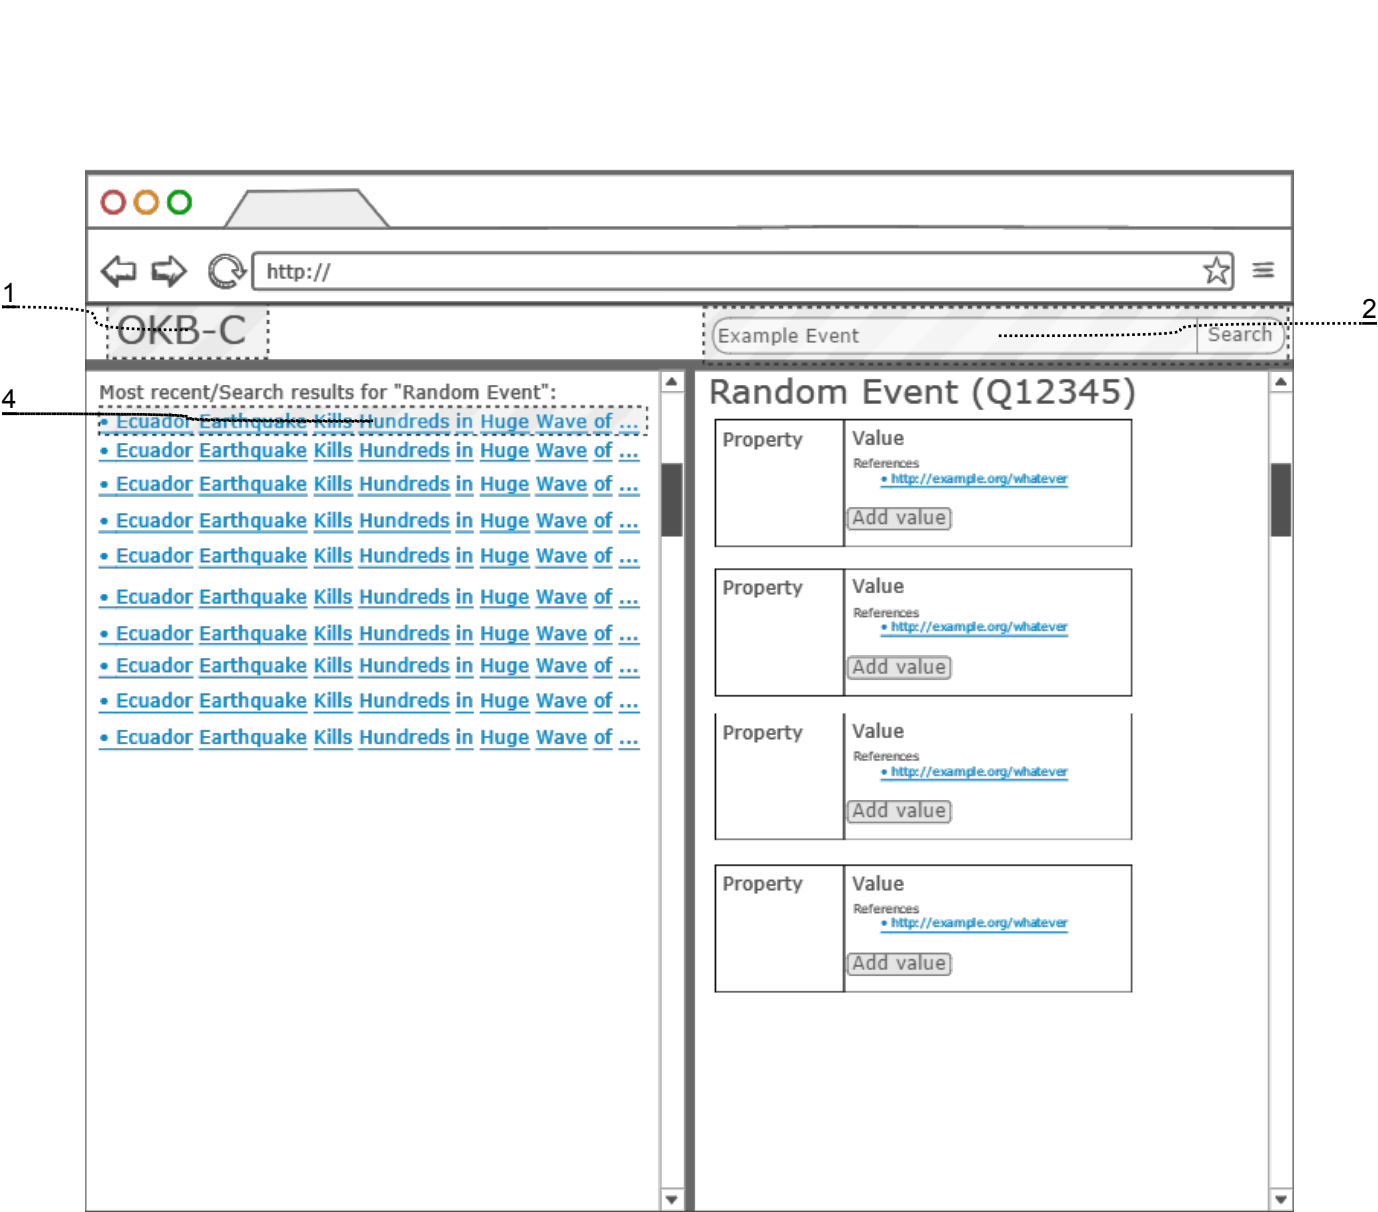 http://
1
OKB-C
Example Event
Search
2
Most recent/Search results for "Random Event":
4
• Ecuador Earthquake Kills Hundreds in Huge Wave of ...
• Ecuador Earthquake Kills Hundreds in Huge Wave of ...
• Ecuador Earthquake Kills Hundreds in Huge Wave of ...
• Ecuador Earthquake Kills Hundreds in Huge Wave of ...
• Ecuador Earthquake Kills Hundreds in Huge Wave of ...
• Ecuador Earthquake Kills Hundreds in Huge Wave of ...
• Ecuador Earthquake Kills Hundreds in Huge Wave of ...
• Ecuador Earthquake Kills Hundreds in Huge Wave of ...
• Ecuador Earthquake Kills Hundreds in Huge Wave of ...
• Ecuador Earthquake Kills Hundreds in Huge Wave of ...
Random Event (Q12345)
Property
Value
References
• http://example.org/whatever
Add value
Property
Value
References
• http://example.org/whatever
Add value
Property
Value
References
• http://example.org/whatever
Add value
Property
Value
References
• http://example.org/whatever
Add value